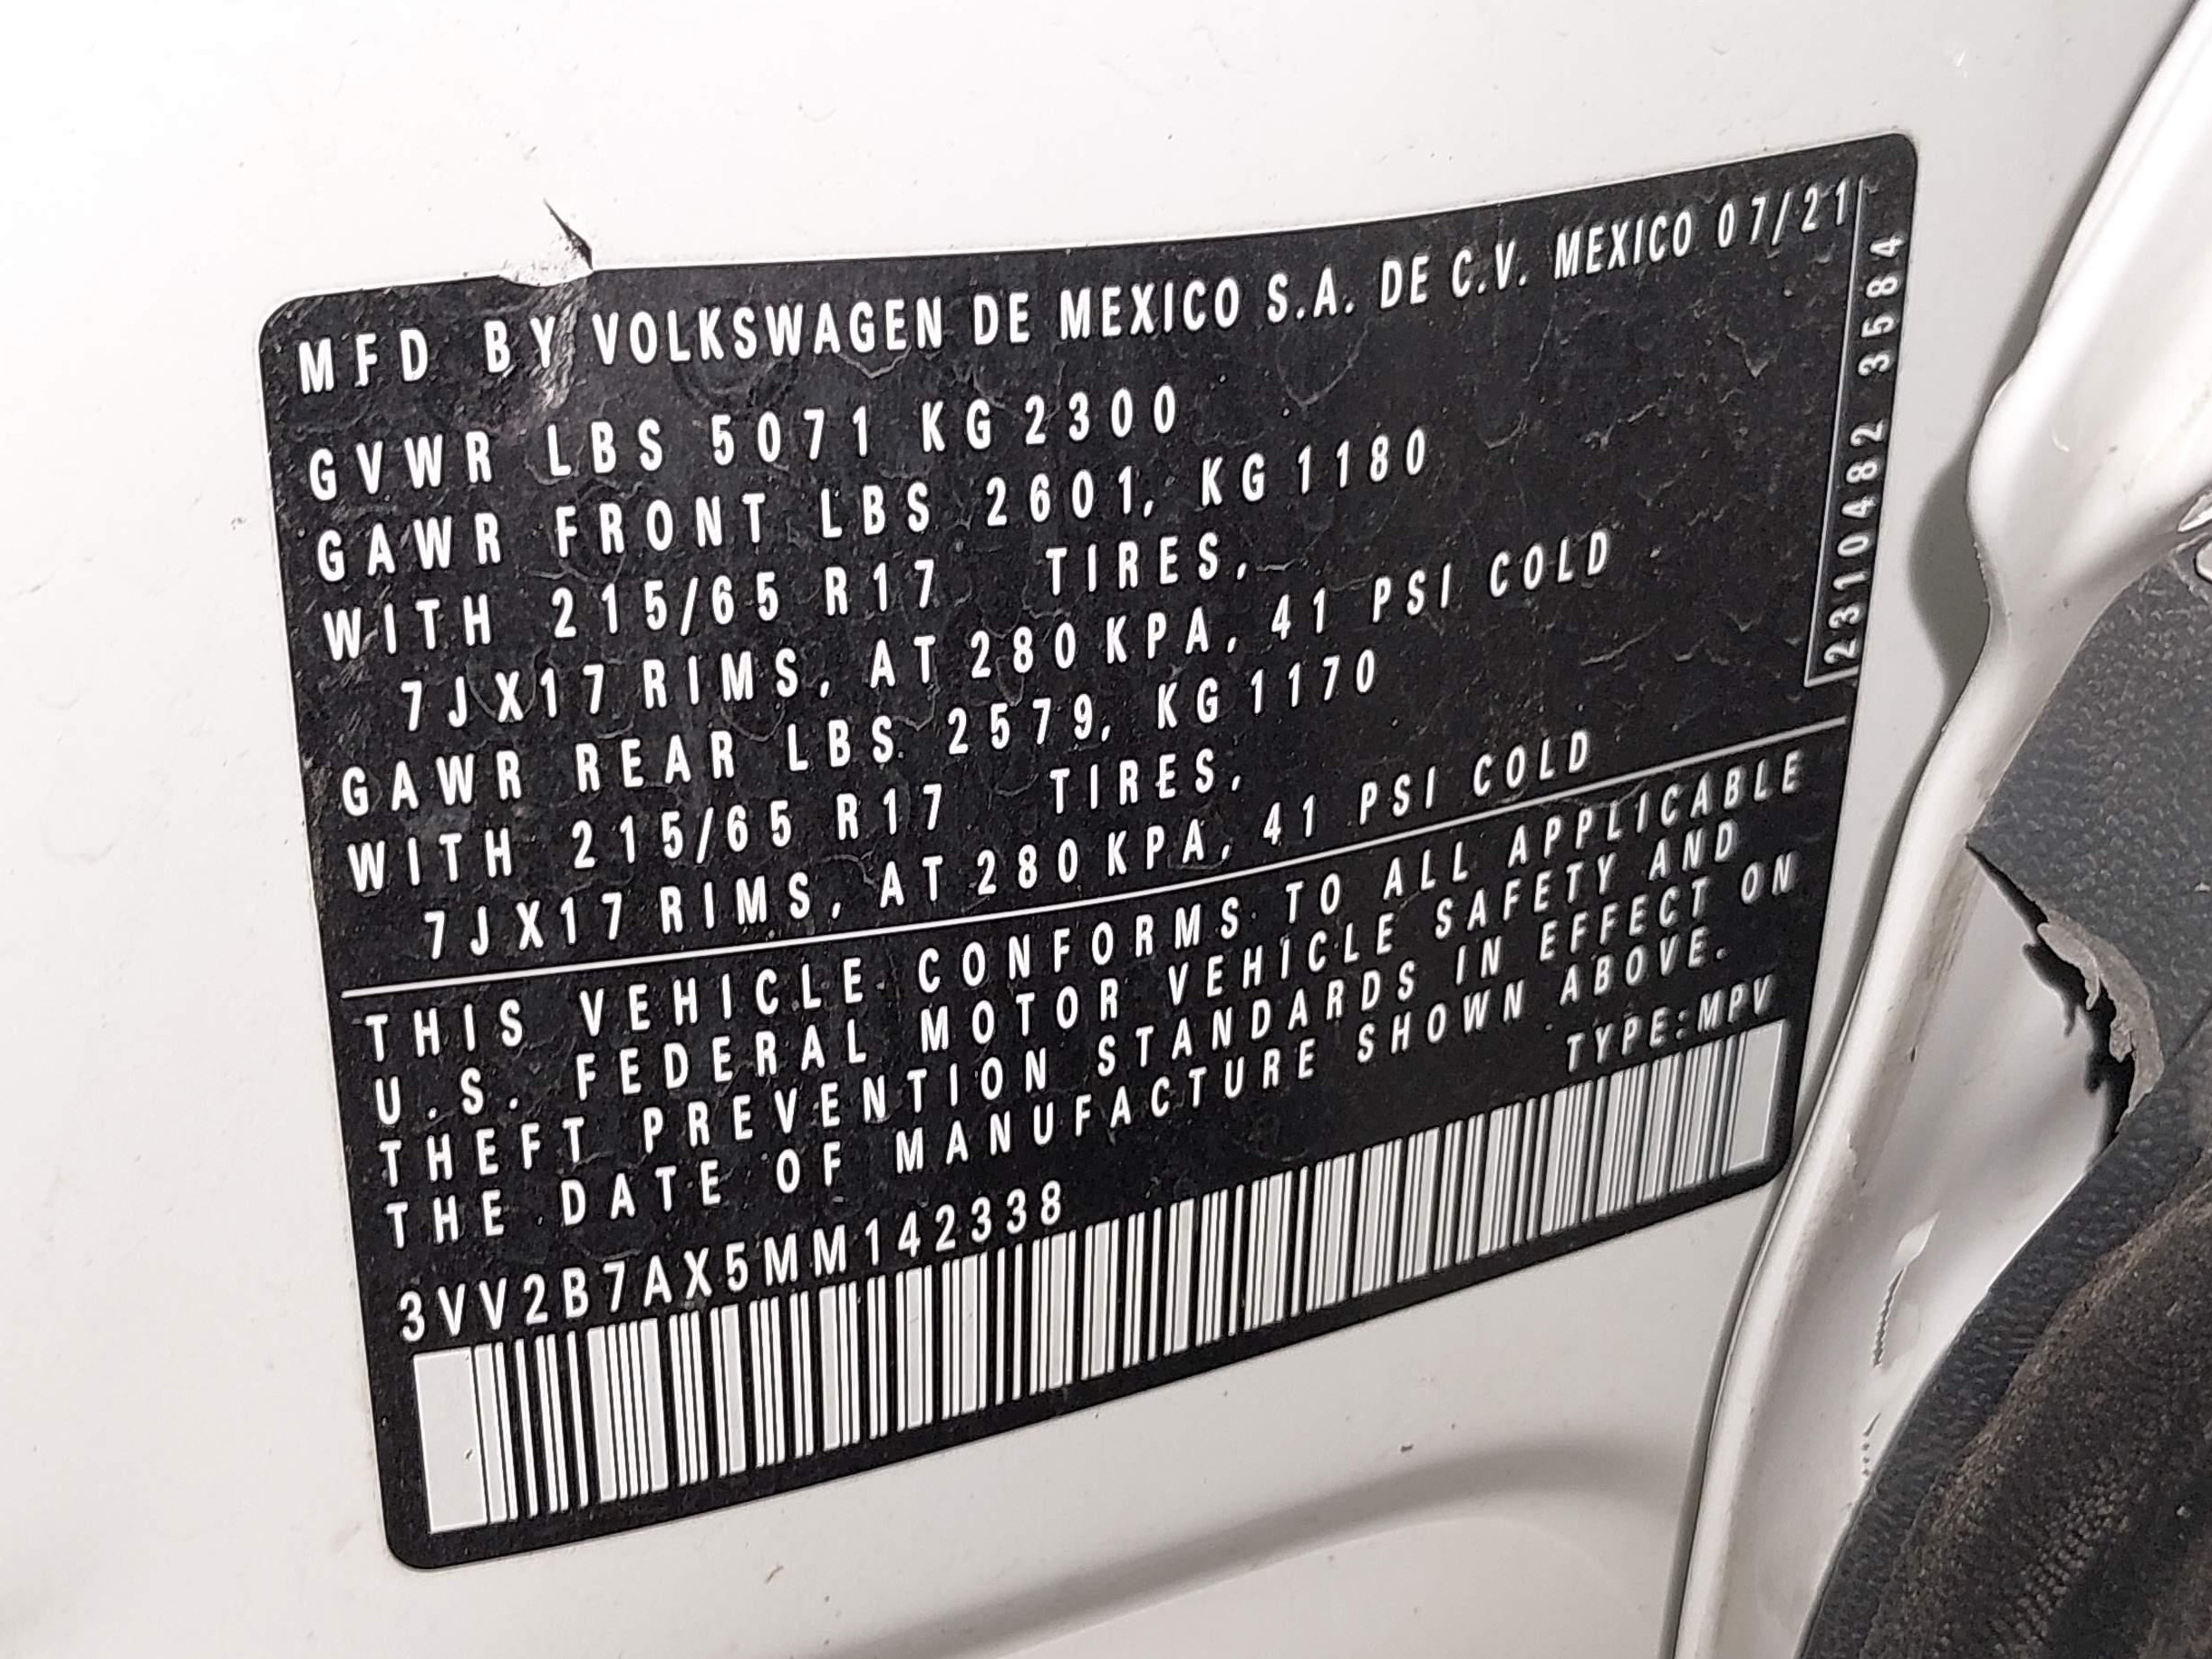 MFD BY VOLKSWAGEN DE MEXICO S.A. DE C.V. MEXICO 07/21
GVWR LBS 5071 KG 2300
GAWR FRONT LBS 2601, KG 1180
WITH 215/65 R17 TIRES,
7JX17 RIMS, AT 280 KPA, 41 PSI COLD
GAWR REAR LBS 2579, KG 1170
WITH 215/65 R17 TIRES,
7JX17 RIMS, AT 280 KPA, 41 PSI COLD
2310482 3584
THIS VEHICLE CONFORMS TO ALL APPLICABLE
U.S. FEDERAL MOTOR VEHICLE SAFETY AND
THEFT PREVENTION STANDARDS IN EFFECT ON
THE DATE OF MANUFACTURE SHOWN ABOVE.
3VV2B7AX5MM142338 TYPE:MPV